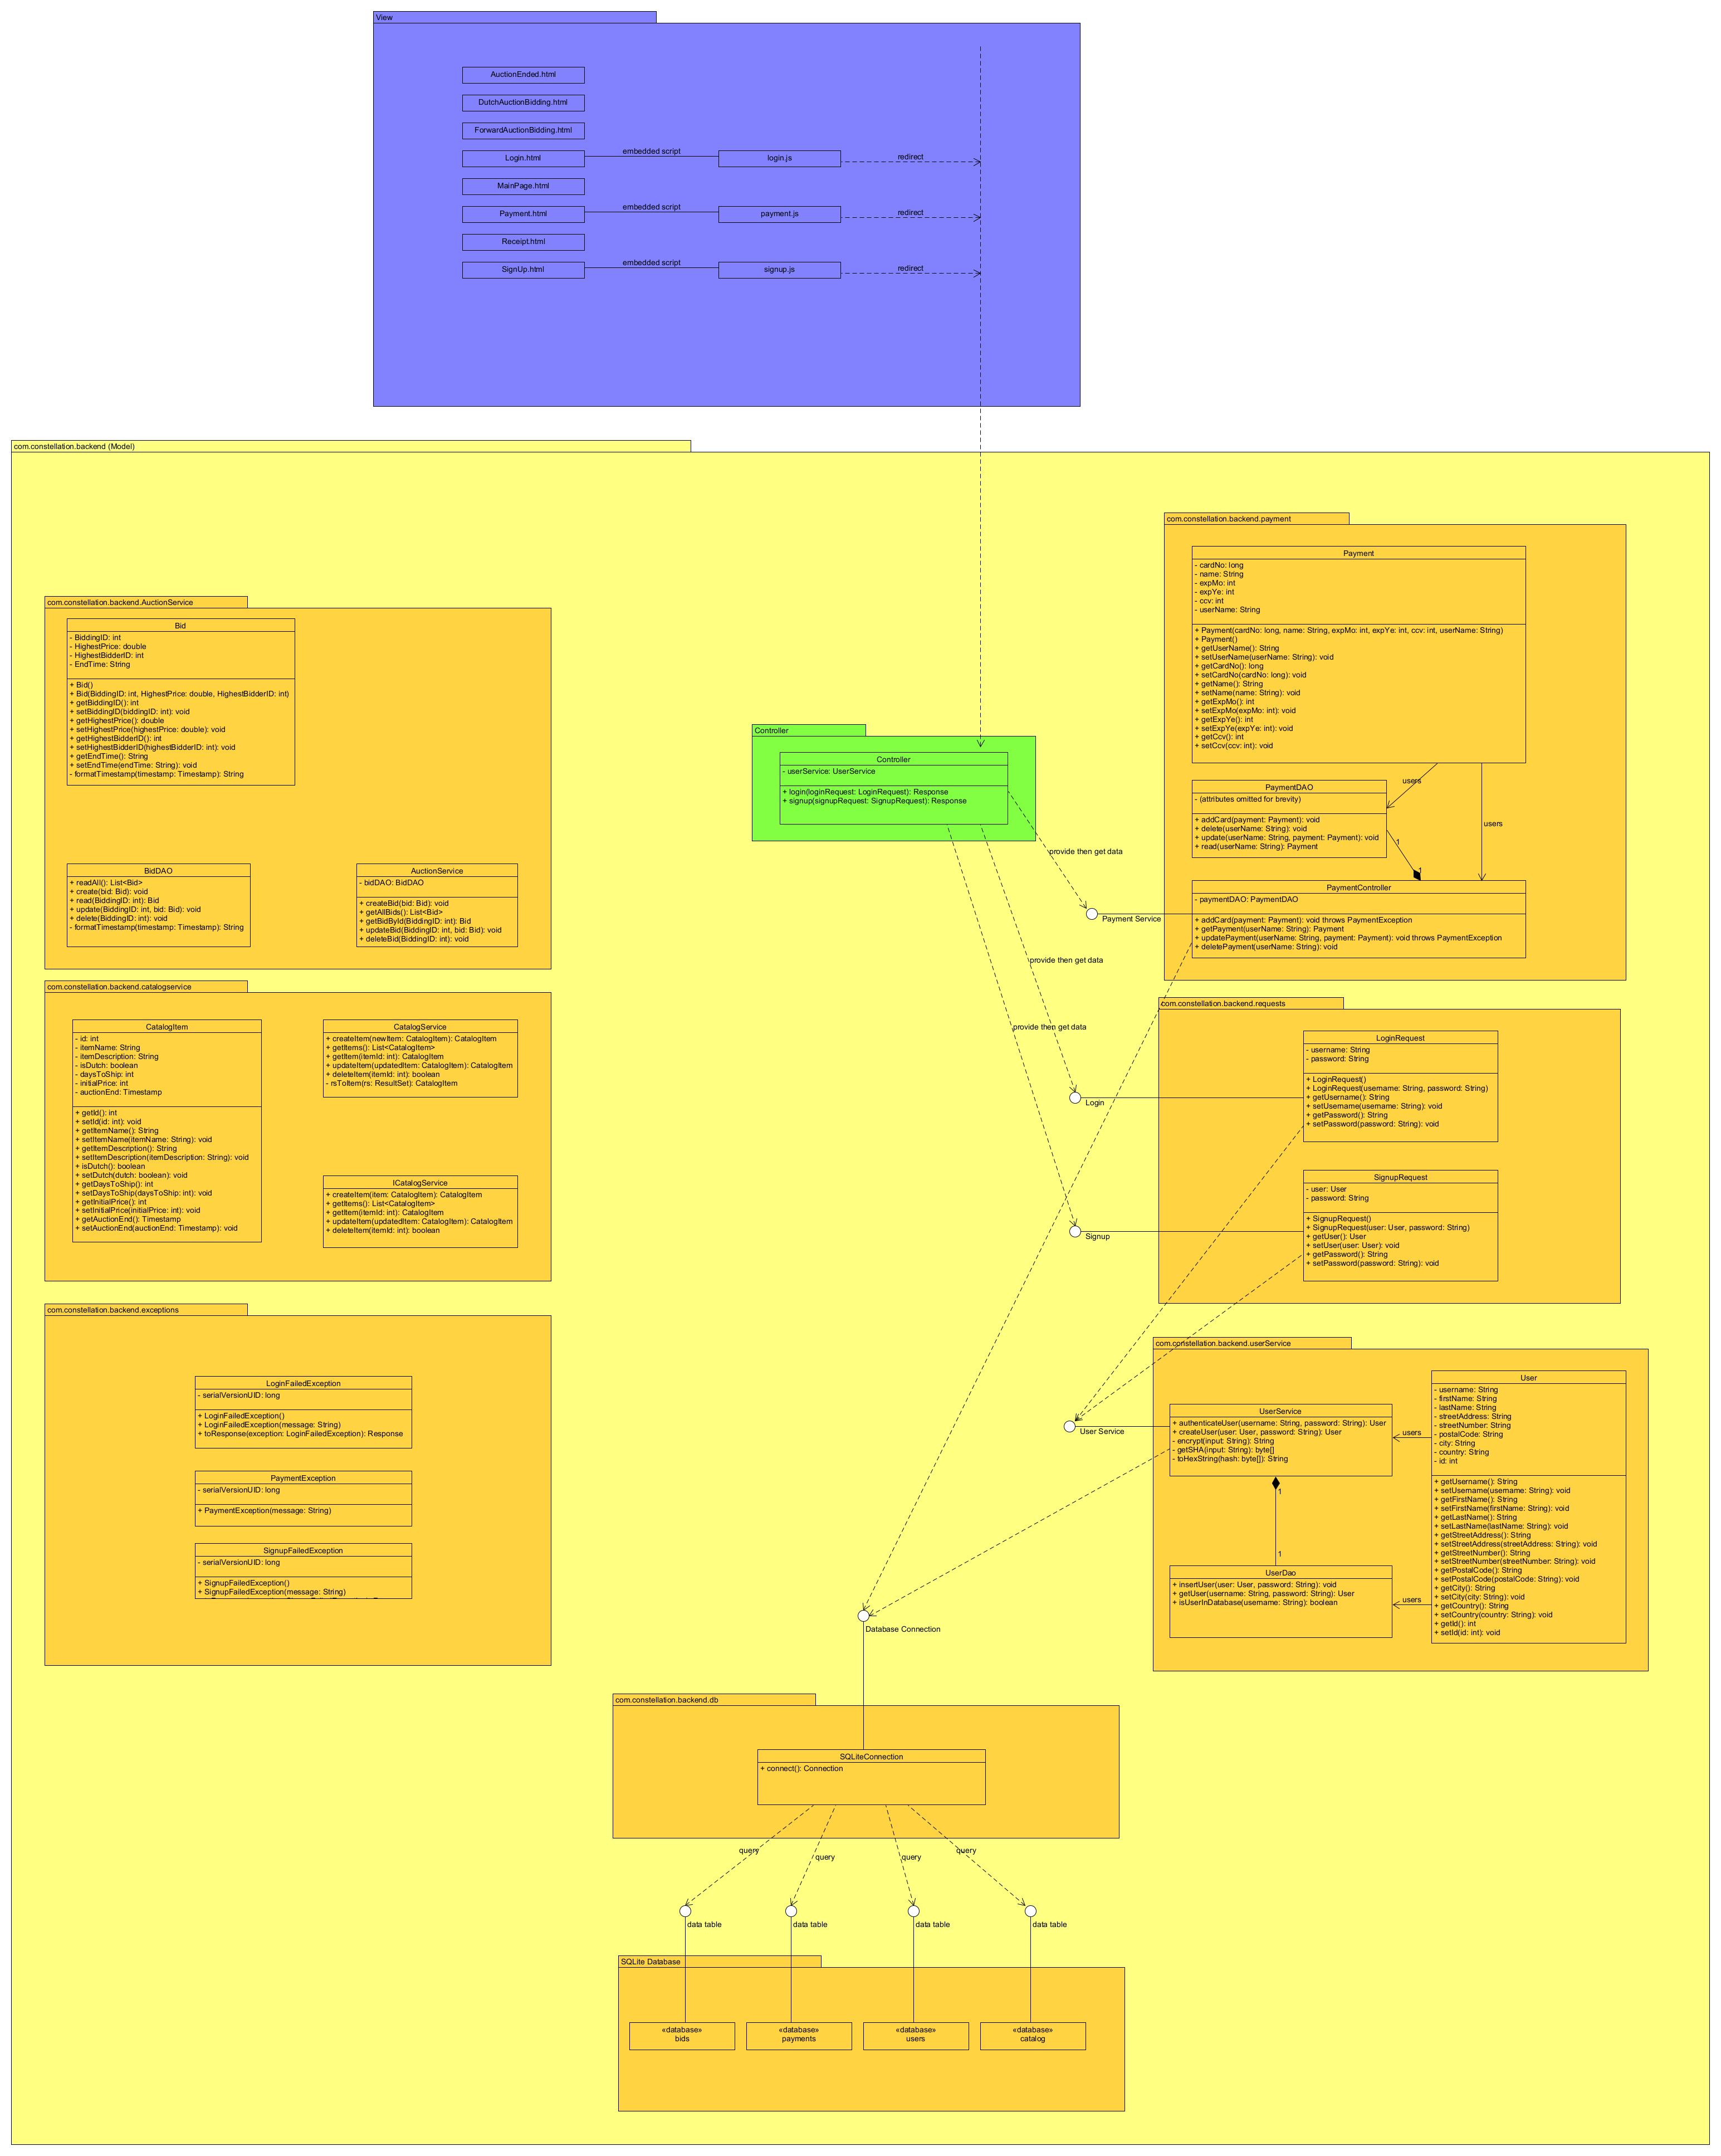 View
AuctionEnded.html
DutchAuctionBidding.html
ForwardAuctionBidding.html
Login.html
embedded script
login.js
redirect
MainPage.html
Payment.html
embedded script
payment.js
redirect
Receipt.html
SignUp.html
embedded script
signup.js
redirect
com.constellation.backend (Model)
com.constellation.backend.AuctionService
Bid
- BiddingID: int
- HighestPrice: double
- HighestBidderID: int
- EndTime: String
+ Bid()
+ Bid(BiddingID: int, HighestPrice: double, HighestBidderID: int)
+ getBiddingID(): int
+ setBiddingID(biddingID: int): void
+ getHighestPrice(): double
+ setHighestPrice(highestPrice: double): void
+ getHighestBidderID(): int
+ setHighestBidderID(highestBidderID: int): void
+ getEndTime(): String
+ setEndTime(endTime: String): void
- formatTimestamp(timestamp: Timestamp): String
BidDAO
+ readAll(): List<Bid>
+ create(bid: Bid): void
+ read(BiddingID: int): Bid
+ update(BiddingID: int, bid: Bid): void
+ delete(BiddingID: int): void
- formatTimestamp(timestamp: Timestamp): String
AuctionService
- bidDAO: BidDAO
+ createBid(bid: Bid): void
+ getAllBids(): List<Bid>
+ getBidById(BiddingID: int): Bid
+ updateBid(BiddingID: int, bid: Bid): void
+ deleteBid(BiddingID: int): void
com.constellation.backend.catalogservice
CatalogItem
- id: int
- itemName: String
- itemDescription: String
- isDutch: boolean
- daysToShip: int
- initialPrice: int
- auctionEnd: Timestamp
+ getId(): int
+ setId(id: int): void
+ getItemName(): String
+ setItemName(itemName: String): void
+ getItemDescription(): String
+ setItemDescription(itemDescription: String): void
+ isDutch(): boolean
+ setDutch(dutch: boolean): void
+ getDaysToShip(): int
+ setDaysToShip(daysToShip: int): void
+ getInitialPrice(): int
+ setInitialPrice(initialPrice: int): void
+ getAuctionEnd(): Timestamp
+ setAuctionEnd(auctionEnd: Timestamp): void
CatalogService
+ createItem(newItem: CatalogItem): CatalogItem
+ getItems(): List<CatalogItem>
+ getItem(itemId: int): CatalogItem
+ updateItem(updatedItem: CatalogItem): CatalogItem
+ deleteItem(itemId: int): boolean
- rsToItem(rs: ResultSet): CatalogItem
ICatalogService
+ createItem(item: CatalogItem): CatalogItem
+ getItems(): List<CatalogItem>
+ getItem(itemId: int): CatalogItem
+ updateItem(updatedItem: CatalogItem): CatalogItem
+ deleteItem(itemId: int): boolean
com.constellation.backend.exceptions
LoginFailedException
- serialVersionUID: long
+ LoginFailedException()
+ LoginFailedException(message: String)
+ toResponse(exception: LoginFailedException): Response
PaymentException
- serialVersionUID: long
+ PaymentException(message: String)
SignupFailedException
- serialVersionUID: long
+ SignupFailedException()
+ SignupFailedException(message: String)
Controller
Controller
- userService: UserService
+ login(loginRequest: LoginRequest): Response
+ signup(signupRequest: SignupRequest): Response
provide then get data
provide then get data
provide then get data
Payment Service
Login
Signup
User Service
Database Connection
com.constellation.backend.payment
Payment
- cardNo: long
- name: String
- expMo: int
- expYe: int
- ccv: int
- userName: String
+ Payment(cardNo: long, name: String, expMo: int, expYe: int, ccv: int, userName: String)
+ Payment()
+ getUserName(): String
+ setUserName(userName: String): void
+ getCardNo(): long
+ setCardNo(cardNo: long): void
+ getName(): String
+ setName(name: String): void
+ getExpMo(): int
+ setExpMo(expMo: int): void
+ getExpYe(): int
+ setExpYe(expYe: int): void
+ getCcv(): int
+ setCcv(ccv: int): void
users
users
PaymentDAO
- (attributes omitted for brevity)
+ addCard(payment: Payment): void
+ delete(userName: String): void
+ update(userName: String, payment: Payment): void
+ read(userName: String): Payment
1
1
PaymentController
- paymentDAO: PaymentDAO
+ addCard(payment: Payment): void throws PaymentException
+ getPayment(userName: String): Payment
+ updatePayment(userName: String, payment: Payment): void throws PaymentException
+ deletePayment(userName: String): void
com.constellation.backend.requests
LoginRequest
- username: String
- password: String
+ LoginRequest()
+ LoginRequest(username: String, password: String)
+ getUsername(): String
+ setUsername(username: String): void
+ getPassword(): String
+ setPassword(password: String): void
SignupRequest
- user: User
- password: String
+ SignupRequest()
+ SignupRequest(user: User, password: String)
+ getUser(): User
+ setUser(user: User): void
+ getPassword(): String
+ setPassword(password: String): void
com.constellation.backend.userService
UserService
+ authenticateUser(username: String, password: String): User
+ createUser(user: User, password: String): User
- encrypt(input: String): String
- getSHA(input: String): byte[]
- toHexString(hash: byte[]): String
1
1
UserDao
+ insertUser(user: User, password: String): void
+ getUser(username: String, password: String): User
+ isUserInDatabase(username: String): boolean
users
users
User
- username: String
- firstName: String
- lastName: String
- streetAddress: String
- streetNumber: String
- postalCode: String
- city: String
- country: String
- id: int
+ getUsername(): String
+ setUsername(username: String): void
+ getFirstName(): String
+ setFirstName(firstName: String): void
+ getLastName(): String
+ setLastName(lastName: String): void
+ getStreetAddress(): String
+ setStreetAddress(streetAddress: String): void
+ getStreetNumber(): String
+ setStreetNumber(streetNumber: String): void
+ getPostalCode(): String
+ setPostalCode(postalCode: String): void
+ getCity(): String
+ setCity(city: String): void
+ getCountry(): String
+ setCountry(country: String): void
+ getId(): int
+ setId(id: int): void
com.constellation.backend.db
SQLiteConnection
+ connect(): Connection
query
query
query
query
data table
data table
data table
data table
SQLite Database
«database»
bids
«database»
payments
«database»
users
«database»
catalog